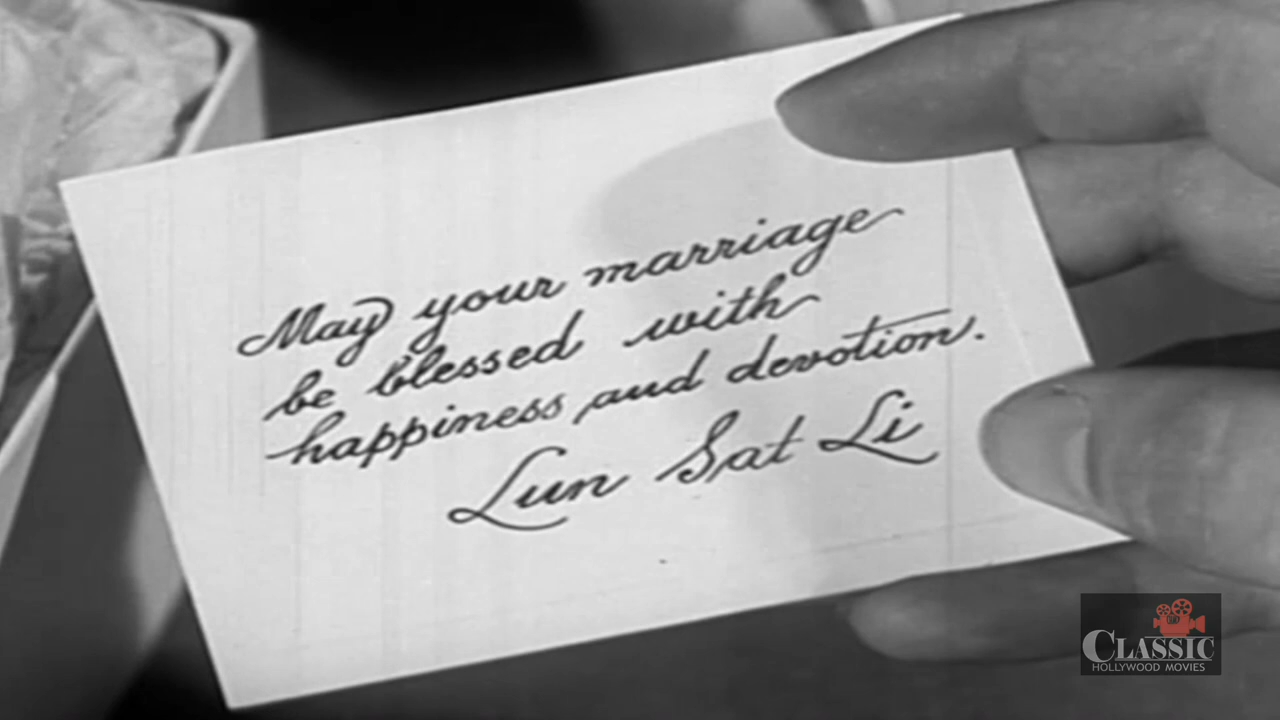 May your marriage
be blessed with
happiness and devotion.
Lun Sat Li
CLASSIC
HOLLYWOOD MOVIES